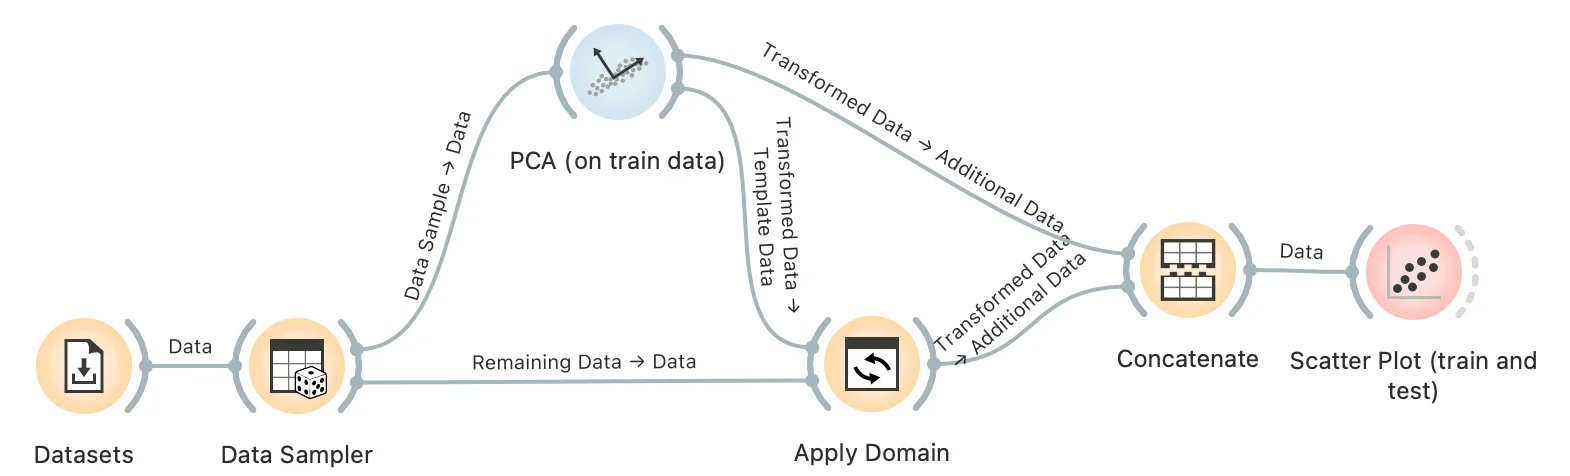 PCA (on train data)
Transformed Data → Additional Data
Data Sample → Data
Transformed Data →
Template Data
Transformed Data
→ Additional Data
Data
Data
Remaining Data → Data
Concatenate
Scatter Plot (train and
test)
Datasets
Data Sampler
Apply Domain